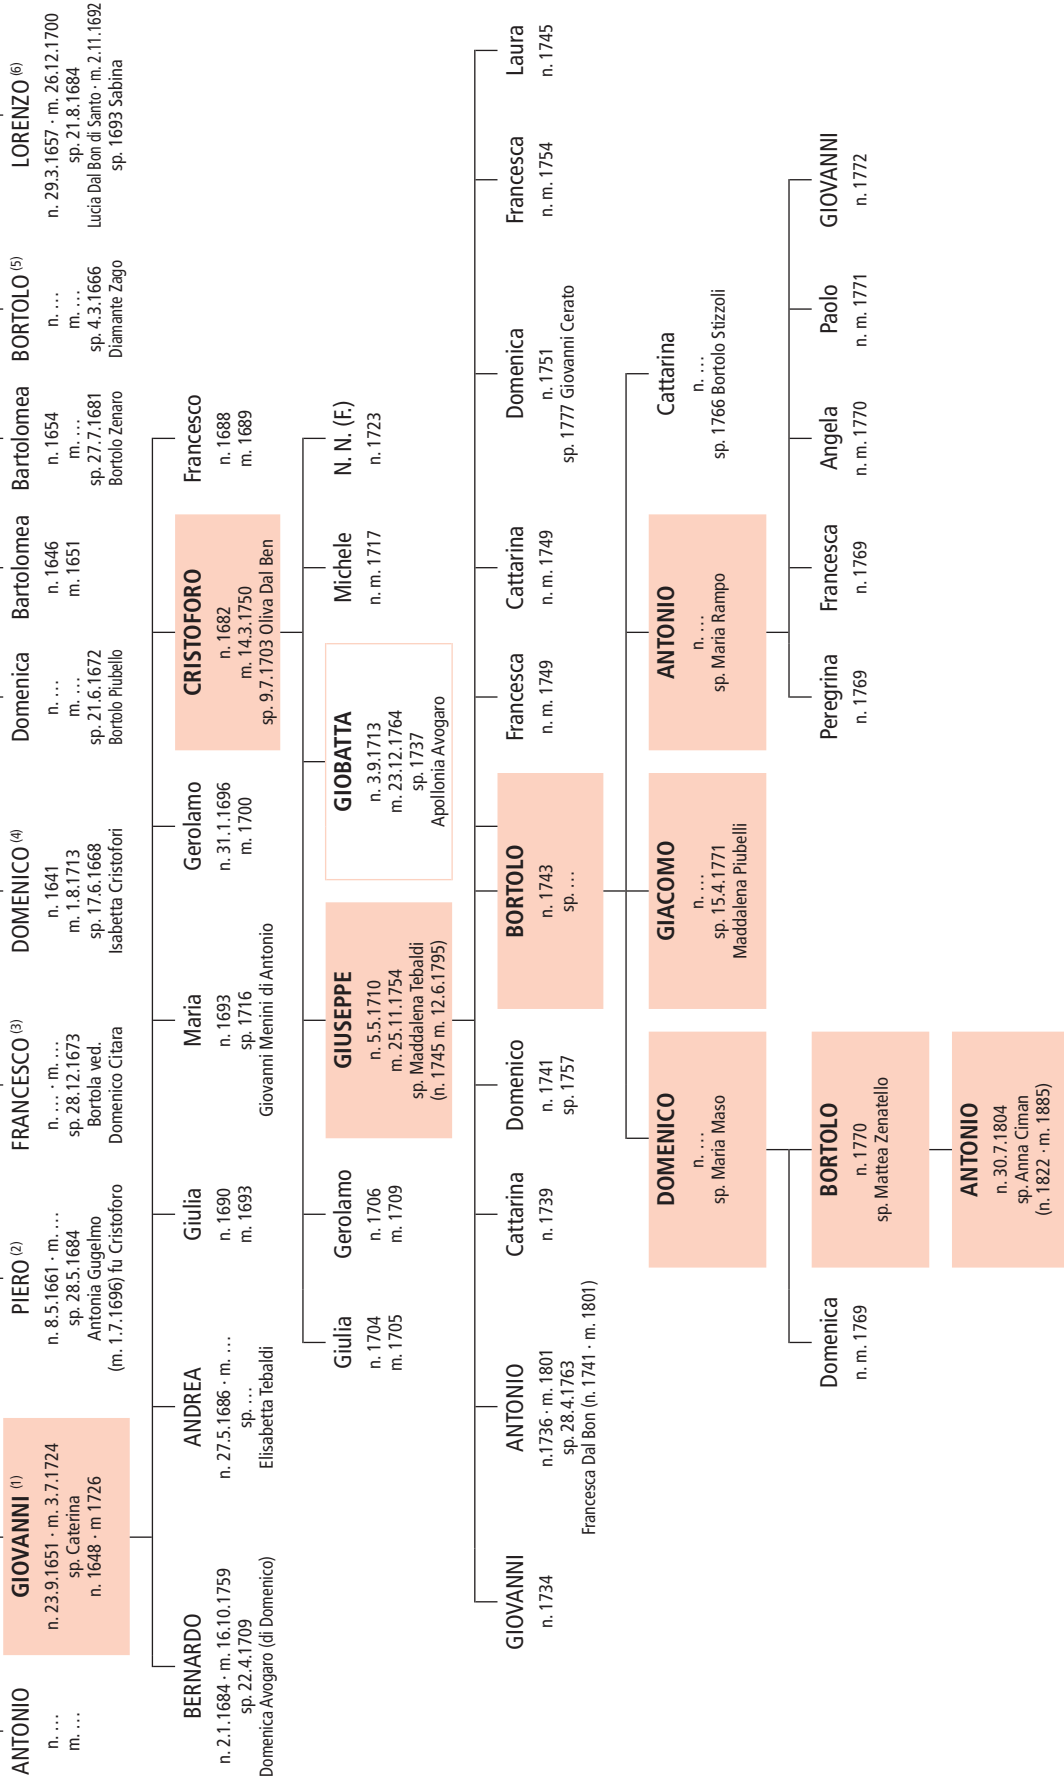 ANTONIO
n. …
m. …
GIOVANNI (1)
n. 23.9.1651 · m. 3.7.1724
sp. Caterina
n. 1648 · m 1726
PIERO (2)
n. 8.5.1661 · m. …
sp. 28.5.1684
Antonia Gugelmo
(m. 1.7.1696) fu Cristoforo
FRANCESCO (3)
n. … · m. …
sp. 28.12.1673
Bortola ved.
Domenico Citara
DOMENICO (4)
n. 1641
m. 1.8.1713
sp. 17.6.1668
Isabetta Cristofori
Domenica
n. …
m. …
sp. 21.6.1672
Bortolo Piubello
Bartolomea
n. 1646
m. 1651
Bartolomea
n. 1654
m. …
sp. 27.7.1681
Bortolo Zenaro
BORTOLO (5)
n. …
m. …
sp. 4.3.1666
Diamante Zago
LORENZO (6)
n. 29.3.1657 · m. 26.12.1700
sp. 21.8.1684
Lucia Dal Bon di Santo · m. 2.11.1692
sp. 1693 Sabina
BERNARDO
n. 2.1.1684 · m. 16.10.1759
sp. 22.4.1709
Domenica Avogaro (di Domenico)
ANDREA
n. 27.5.1686 · m. …
sp. …
Elisabetta Tebaldi
Giulia
n. 1690
m. 1693
Maria
n. 1693
sp. 1716
Giovanni Menini di Antonio
Gerolamo
n. 31.1.1696
m. 1700
CRISTOFORO
n. 1682
m. 14.3.1750
sp. 9.7.1703 Oliva Dal Ben
Francesco
n. 1688
m. 1689
Giulia
n. 1704
m. 1705
Gerolamo
n. 1706
m. 1709
GIUSEPPE
n. 5.5.1710
m. 25.11.1754
sp. Maddalena Tebaldi
(n. 1745 m. 12.6.1795)
GIOBATTA
n. 3.9.1713
m. 23.12.1764
sp. 1737
Apollonia Avogaro
Michele
n. m. 1717
N. N. (F.)
n. 1723
GIOVANNI
n. 1734
ANTONIO
n.1736 · m. 1801
sp. 28.4.1763
Francesca Dal Bon (n. 1741 · m. 1801)
Cattarina
n. 1739
Domenico
n. 1741
sp. 1757
BORTOLO
n. 1743
sp. …
Francesca
n. m. 1749
Cattarina
n. m. 1749
Domenica
n. 1751
sp. 1777 Giovanni Cerato
Francesca
n. m. 1754
Laura
n. 1745
DOMENICO
n. …
sp. Maria Maso
GIACOMO
n. …
sp. 15.4.1771
Maddalena Piubelli
ANTONIO
n. …
sp. Maria Rampo
Cattarina
n. …
sp. 1766 Bortolo Stizzoli
Domenica
n. m. 1769
BORTOLO
n. 1770
sp. Mattea Zenatello
Peregrina
n. 1769
Francesca
n. 1769
Angela
n. m. 1770
Paolo
n. m. 1771
GIOVANNI
n. 1772
ANTONIO
n. 30.7.1804
sp. Anna Ciman
(n. 1822 · m. 1885)